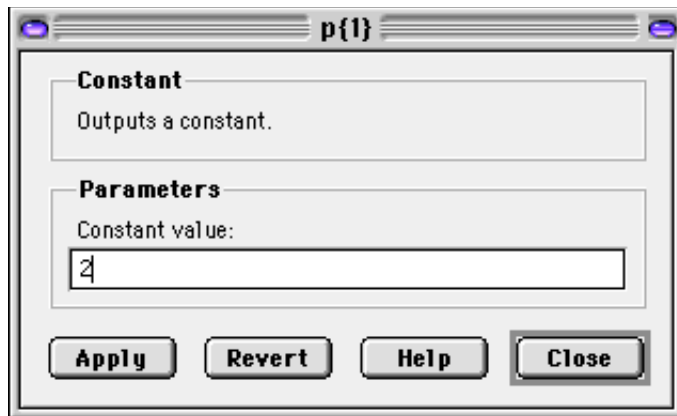 p{1}
Constant
Outputs a constant.
Parameters
Constant value:
2
Apply Revert Help Close